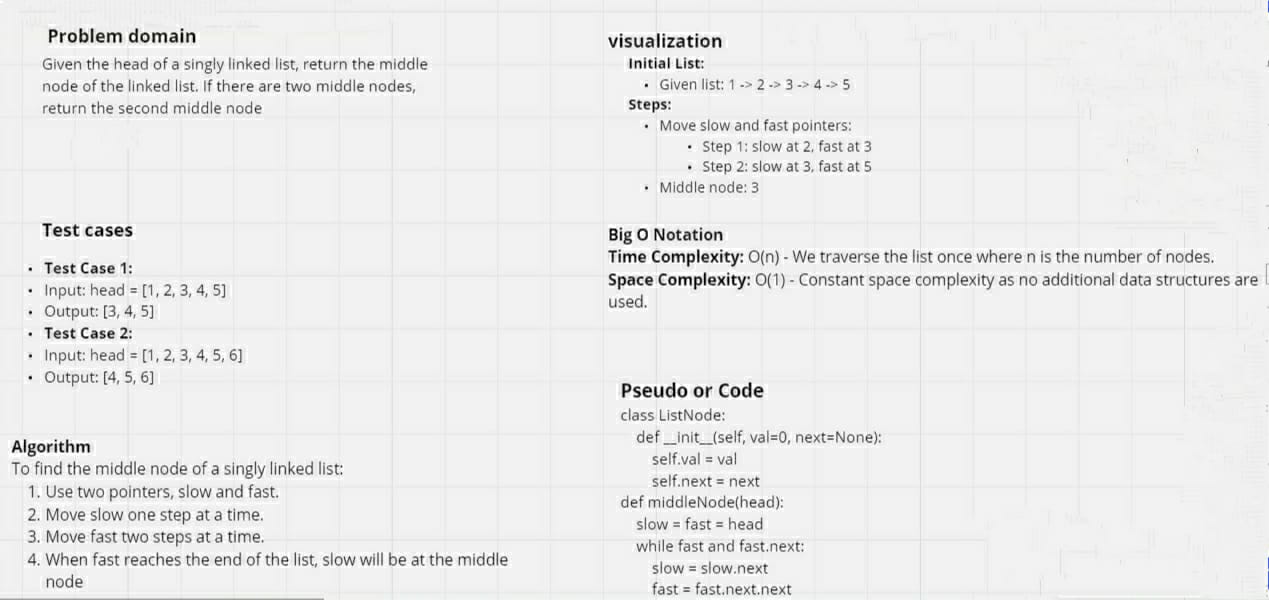 Problem domain
Given the head of a singly linked list, return the middle
node of the linked list. If there are two middle nodes,
return the second middle node
Test cases
• Test Case 1:
• Input: head = [1, 2, 3, 4, 5]
• Output: [3, 4, 5]
• Test Case 2:
• Input: head = [1, 2, 3, 4, 5, 6]
• Output: [4, 5, 6]
Algorithm
To find the middle node of a singly linked list:
1. Use two pointers, slow and fast.
2. Move slow one step at a time.
3. Move fast two steps at a time.
4. When fast reaches the end of the list, slow will be at the middle
node
visualization
Initial List:
• Given list: 1 -> 2 -> 3 -> 4 -> 5
Steps:
• Move slow and fast pointers:
• Step 1: slow at 2, fast at 3
• Step 2: slow at 3, fast at 5
• Middle node: 3
Big O Notation
Time Complexity: O(n) - We traverse the list once where n is the number of nodes.
Space Complexity: O(1) - Constant space complexity as no additional data structures are
used.
Pseudo or Code
class ListNode:
def __init__(self, val=0, next=None):
self.val = val
self.next = next
def middleNode(head):
slow = fast = head
while fast and fast.next:
slow = slow.next
fast = fast.next.next